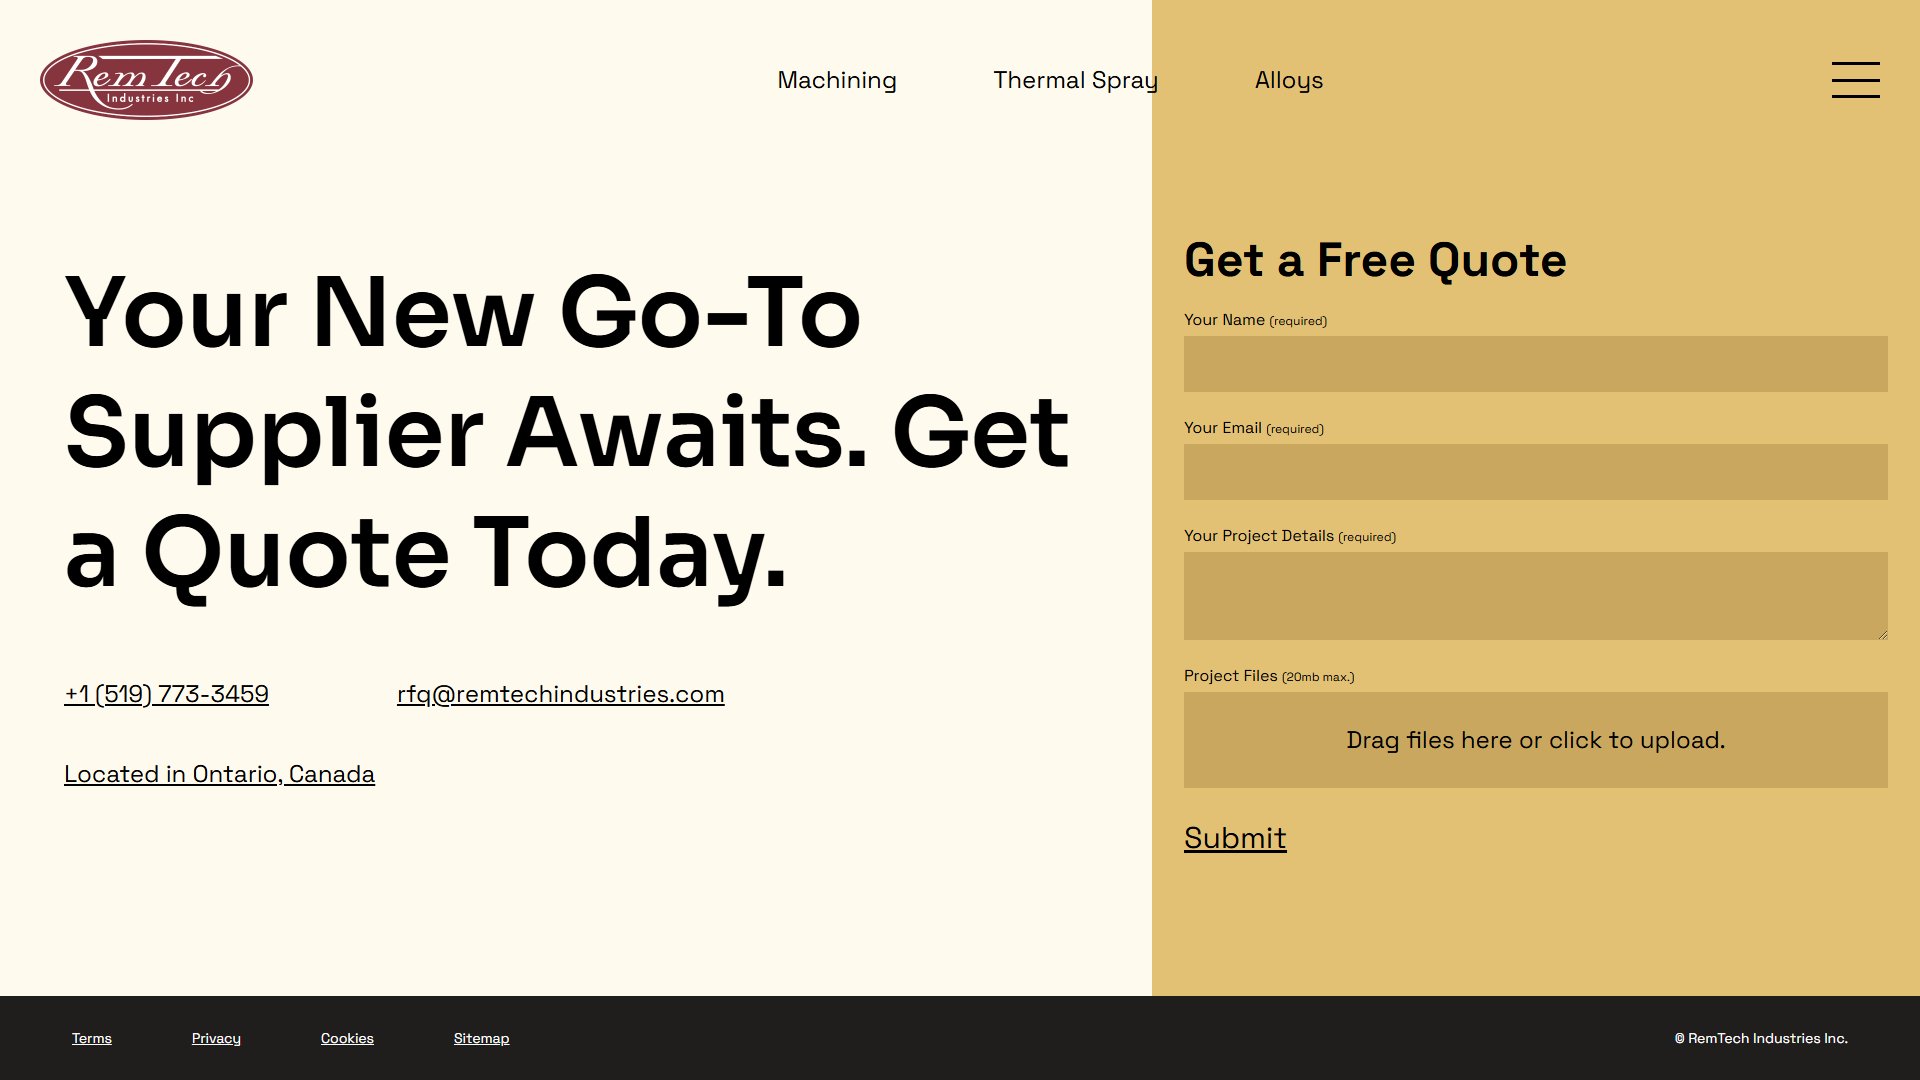 RemTech
Industries Inc
Machining
Thermal Spray
Alloys
Your New Go-To
Supplier Awaits. Get
a Quote Today.
+1 (519) 773-3459
rfq@remtechindustries.com
Located in Ontario, Canada
Get a Free Quote
Your Name (required)
Your Email (required)
Your Project Details (required)
Project Files (20mb max.)
Drag files here or click to upload.
Submit
Terms
Privacy
Cookies
Sitemap
© RemTech Industries Inc.